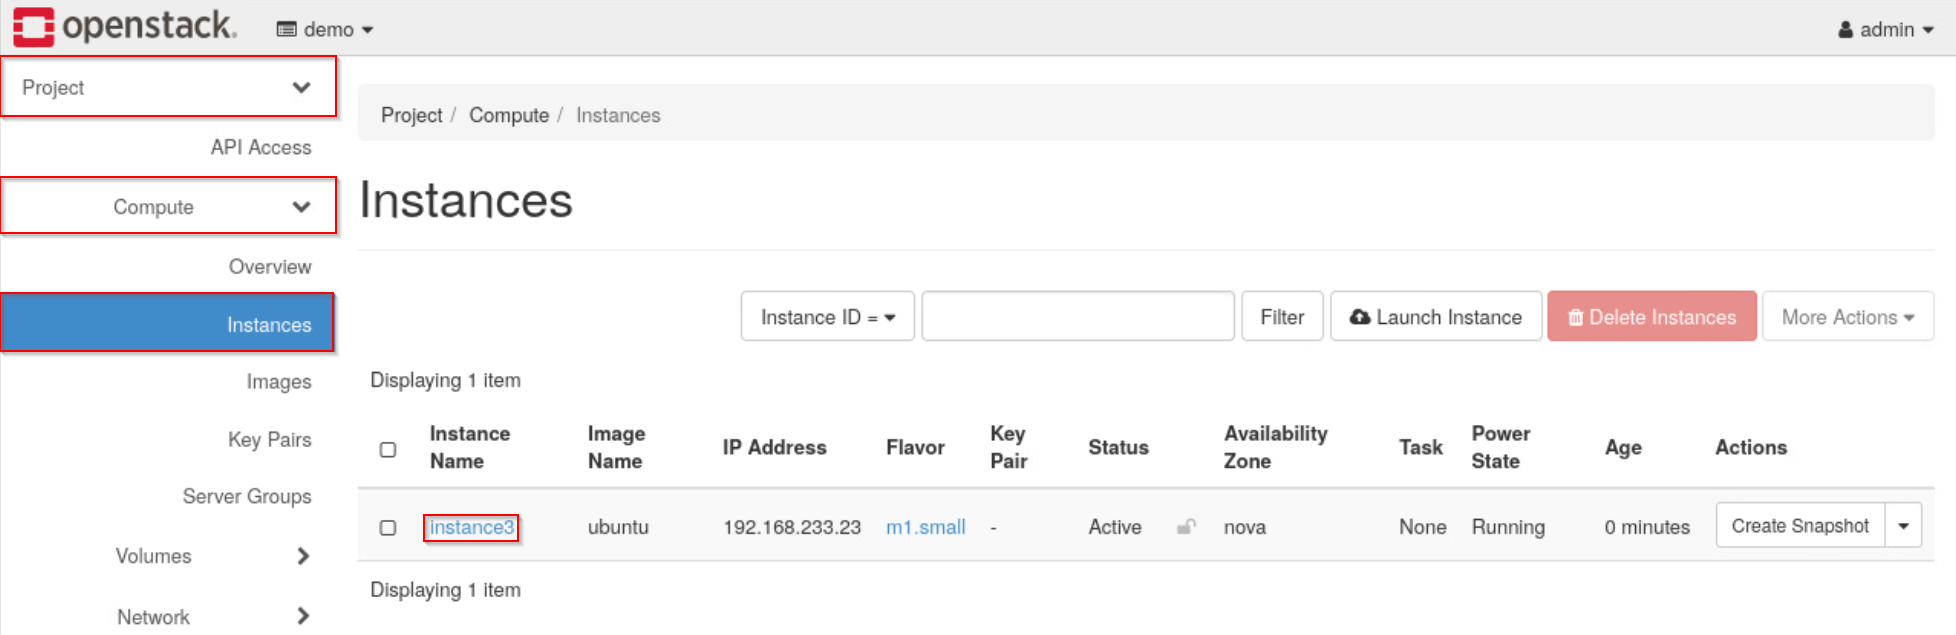 openstack. demo admin
Project
API Access
Compute
Overview
Instances
Images
Key Pairs
Server Groups
Volumes
Network
Project / Compute / Instances
Instances
Instance ID = Filter Launch Instance Delete Instances More Actions
Displaying 1 item
Instance Name Image Name IP Address Flavor Key Pair Status Availability Zone Task Power State Age Actions
instance3 ubuntu 192.168.233.23 m1.small - Active nova None Running 0 minutes Create Snapshot
Displaying 1 item